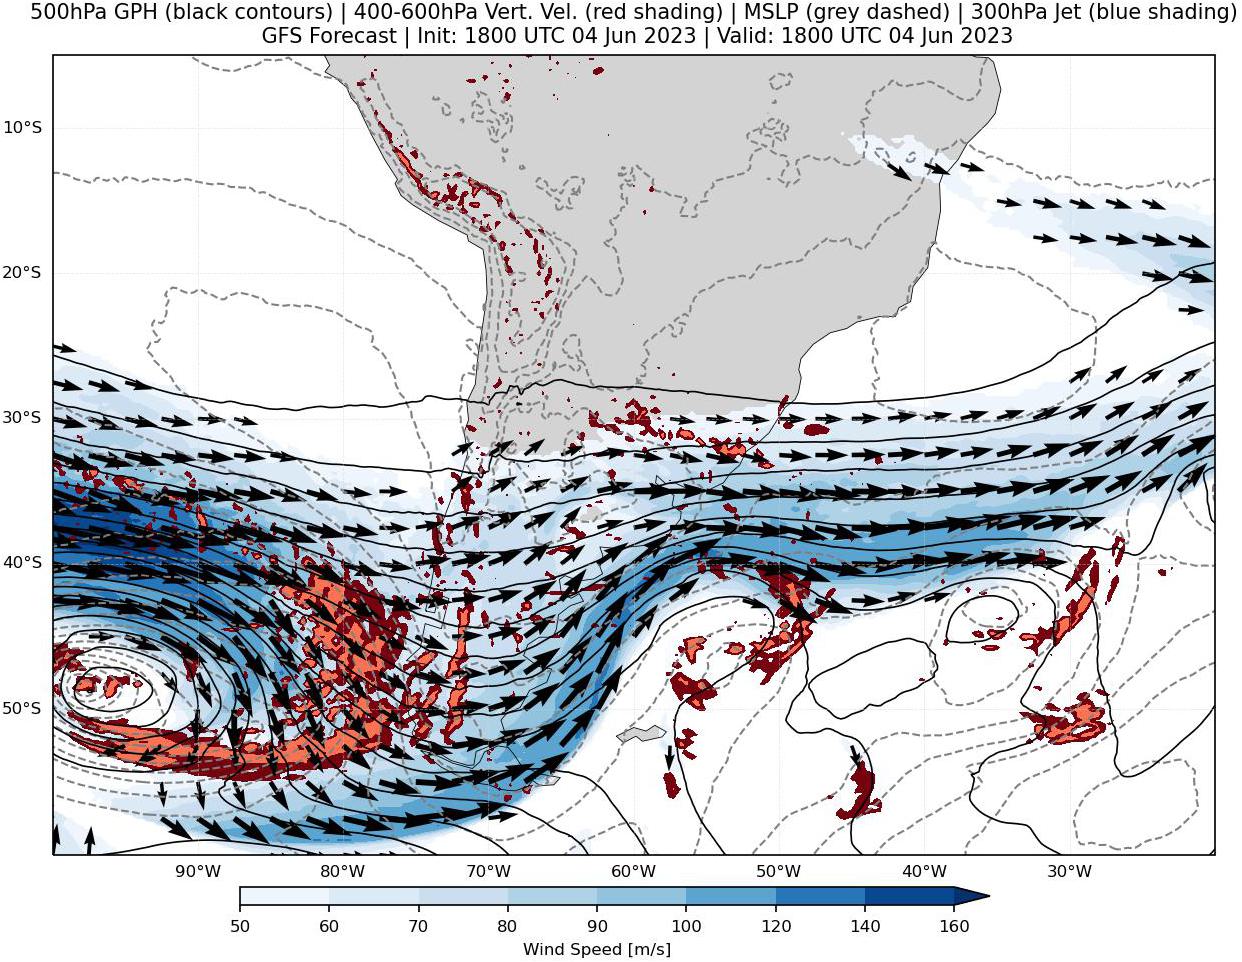 500hPa GPH (black contours) | 400-600hPa Vert. Vel. (red shading) | MSLP (grey dashed) | 300hPa Jet (blue shading)
GFS Forecast | Init: 1800 UTC 04 Jun 2023 | Valid: 1800 UTC 04 Jun 2023
10°S
20°S
30°S
40°S
50°S
90°W 80°W 70°W 60°W 50°W 40°W 30°W
50 60 70 80 90 100 120 140 160
Wind Speed [m/s]